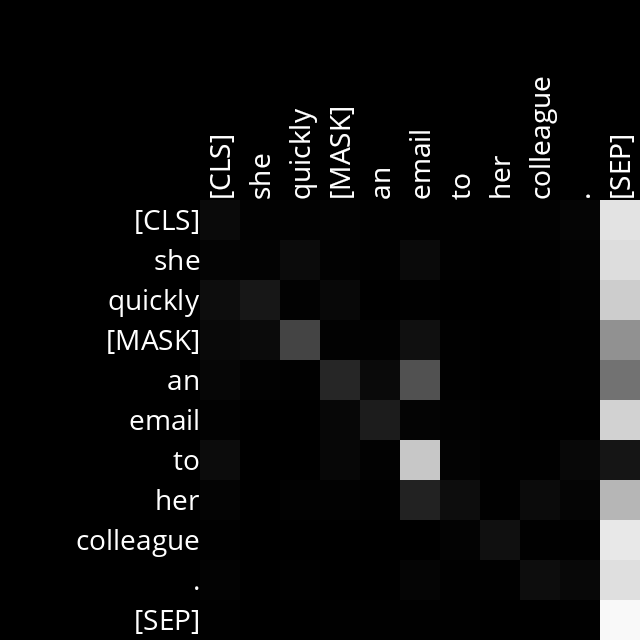 [CLS]
she
quickly
[MASK]
an
email
to
her
colleague
.
[SEP]
[CLS]
she
quickly
[MASK]
an
email
to
her
colleague
.
[SEP]